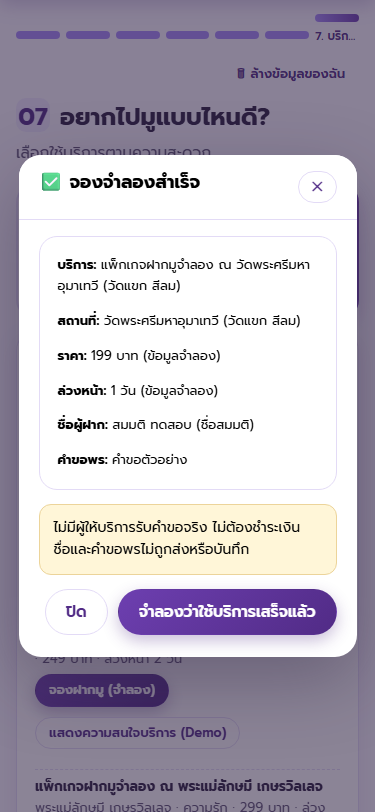 7. บริก...
ล้างข้อมูลของฉัน
07 อยากไปมูแบบไหนดี?
เลือกใช้บริการตามความสะดวก
✅ จองจำลองสำเร็จ
×
บริการ: แพ็กเกจฝากมูจำลอง ณ วัดพระศรีมหา
อุมาเทวี (วัดแขก สีลม)
สถานที่: วัดพระศรีมหาอุมาเทวี (วัดแขก สีลม)
ราคา: 199 บาท (ข้อมูลจำลอง)
ล่วงหน้า: 1 วัน (ข้อมูลจำลอง)
ชื่อผู้ฝาก: สมมติ ทดสอบ (ชื่อสมมติ)
คำขอพร: คำขอตัวอย่าง
ไม่มีผู้ให้บริการรับคำขอจริง ไม่ต้องชำระเงิน
ชื่อและคำขอพรไม่ถูกส่งหรือบันทึก
ปิด
จำลองว่าใช้บริการเสร็จแล้ว
· 249 บาท · ล่วงหน้า 2 วัน
จองฝากมู (จำลอง)
แสดงความสนใจบริการ (Demo)
แพ็กเกจฝากมูจำลอง ณ พระแม่ลักษมี เกษรวิลเลจ
พระแม่ลักษมี เกษรวิลเลจ · ความรัก · 299 บาท · ล่วง